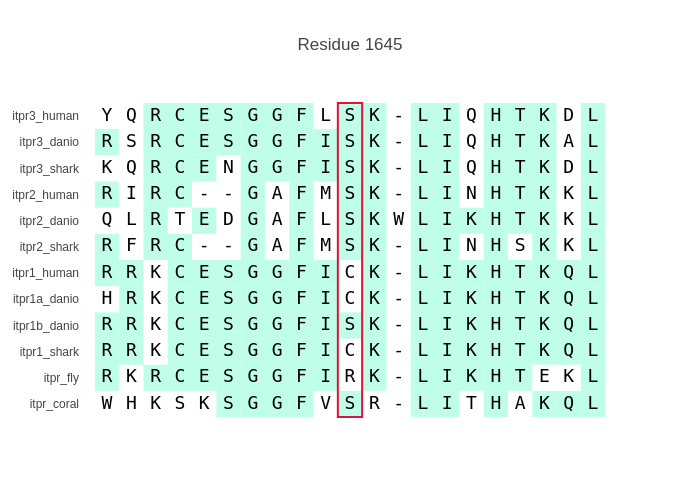 Residue 1645
itpr3_human Y Q R C E S G G F L S K - L I Q H T K D L
itpr3_danio R S R C E S G G F I S K - L I Q H T K A L
itpr3_shark K Q R C E N G G F I S K - L I Q H T K D L
itpr2_human R I R C - - G A F M S K - L I N H T K K L
itpr2_danio Q L R T E D G A F L S K W L I K H T K K L
itpr2_shark R F R C - - G A F M S K - L I N H S K K L
itpr1_human R R K C E S G G F I C K - L I K H T K Q L
itpr1a_danio H R K C E S G G F I C K - L I K H T K Q L
itpr1b_danio R R K C E S G G F I S K - L I K H T K Q L
itpr1_shark R R K C E S G G F I C K - L I K H T K Q L
itpr_fly R K R C E S G G F I R K - L I K H T E K L
itpr_coral W H K S K S G G F V S R - L I T H A K Q L